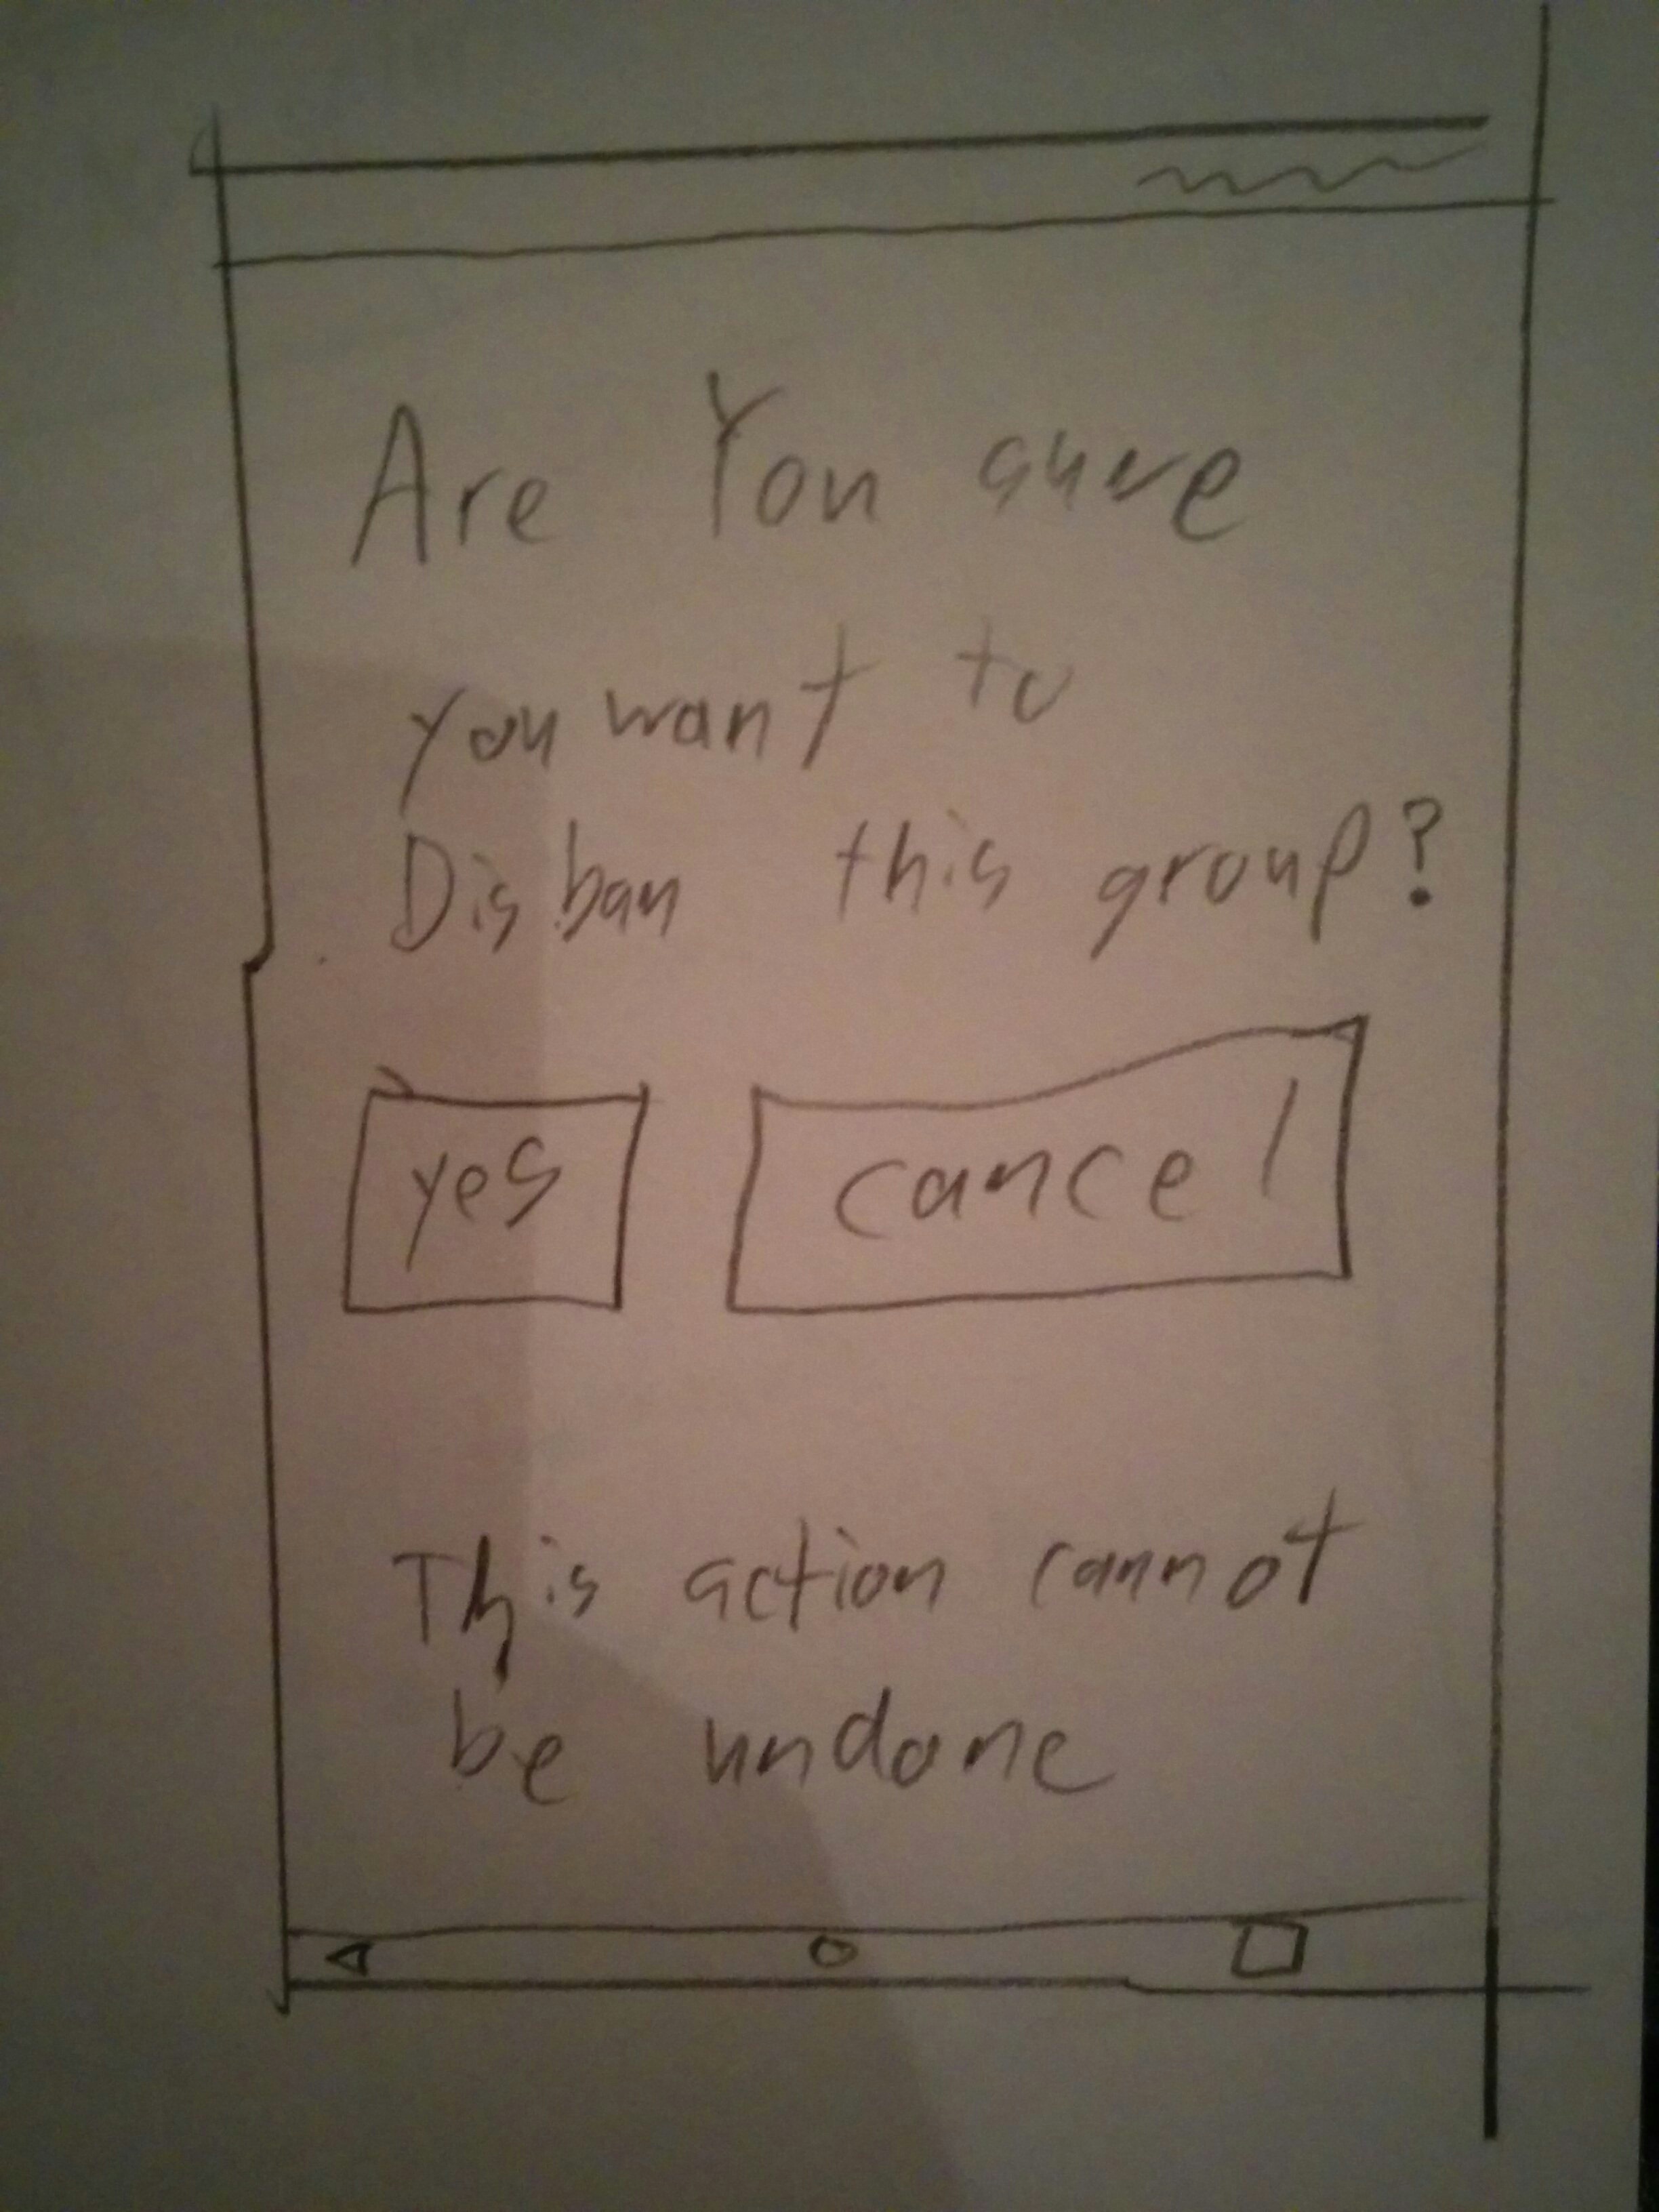 Are You sure
you want to
Disban this group?
yes cancel
This action cannot
be undone